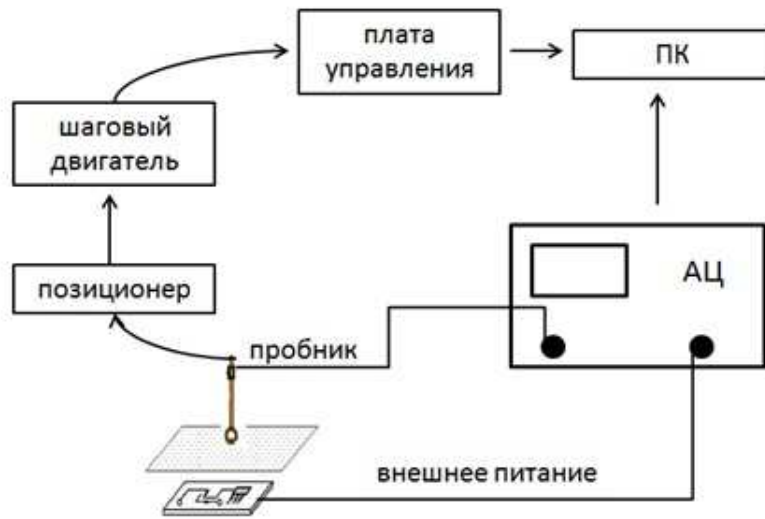 плата
управления
ПК
шаговый
двигатель
позиционер
АЦ
пробник
внешнее питание